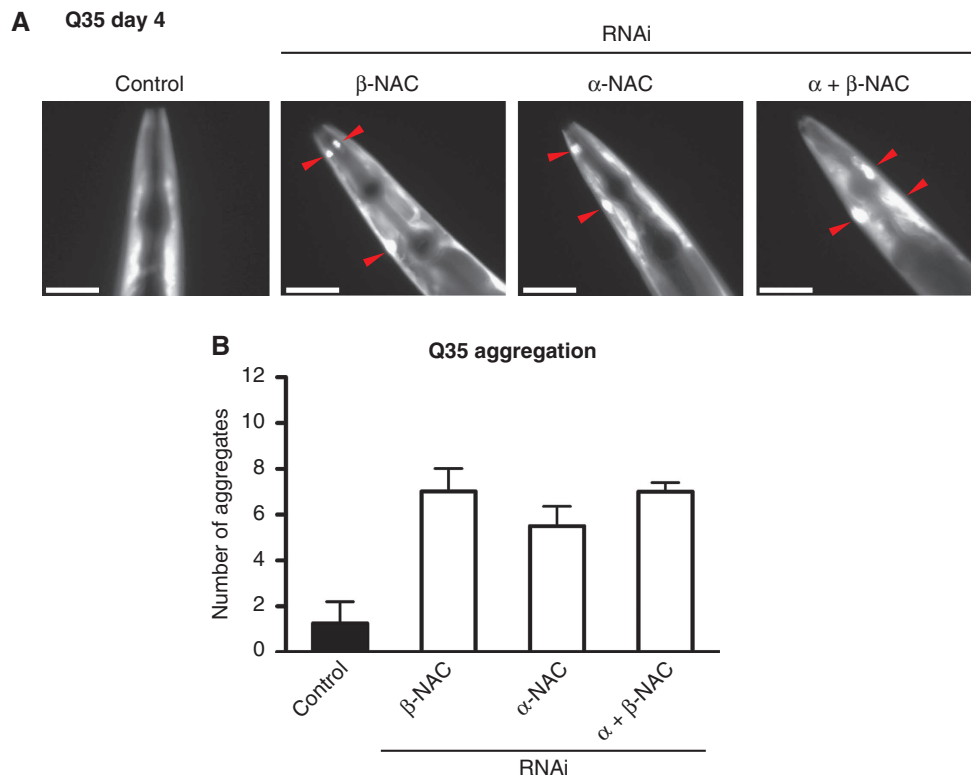 A
Q35 day 4
RNAi
Control
β-NAC
α-NAC
α + β-NAC
B
Q35 aggregation
Number of aggregates
12
10
8
6
4
2
0
Control
β-NAC
α-NAC
α + β-NAC
RNAi